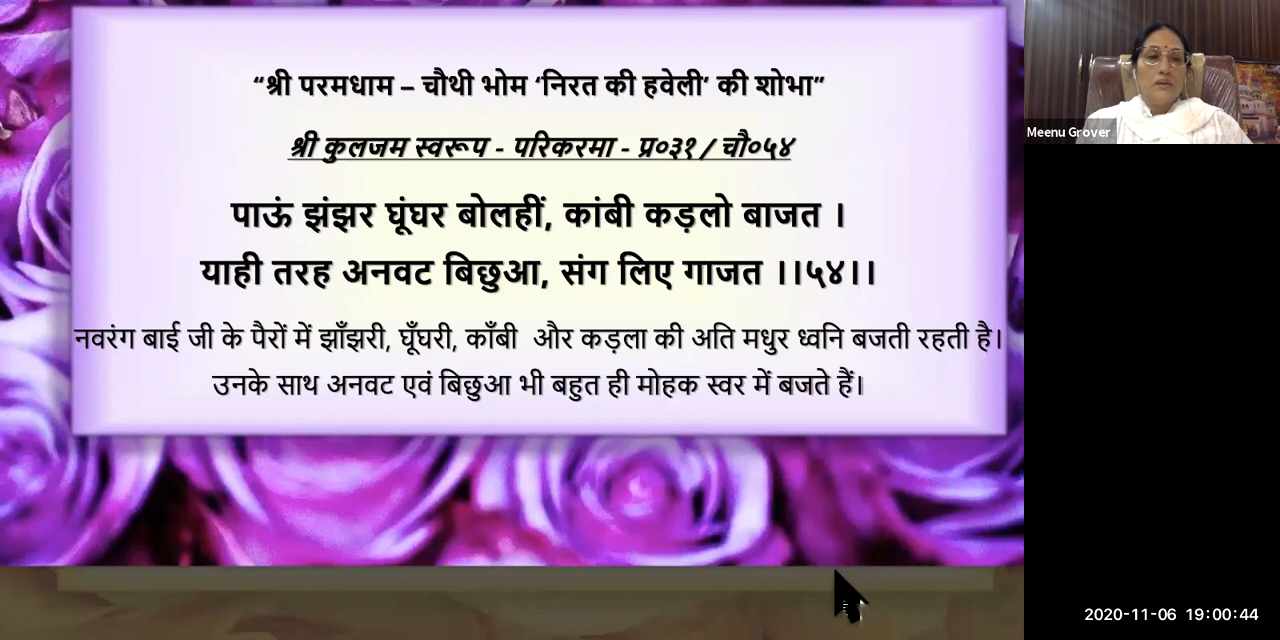 “श्री परमधाम – चौथी भोम ‘निरत की हवेली’ की शोभा”
श्री कुलजम स्वरूप - परिकरमा - प्र०३१ / चौ०५४
पाऊं झंझर घूंघर बोलहीं, कांबी कड़लो बाजत ।
याही तरह अनवट बिछुआ, संग लिए गाजत ।।५४।।
नवरंग बाई जी के पैरों में झाँझरी, घूँघरी, काँबी और कड़ला की अति मधुर ध्वनि बजती रहती है।
उनके साथ अनवट एवं बिछुआ भी बहुत ही मोहक स्वर में बजते हैं।
Meenu Grover
2020-11-06 19:00:44